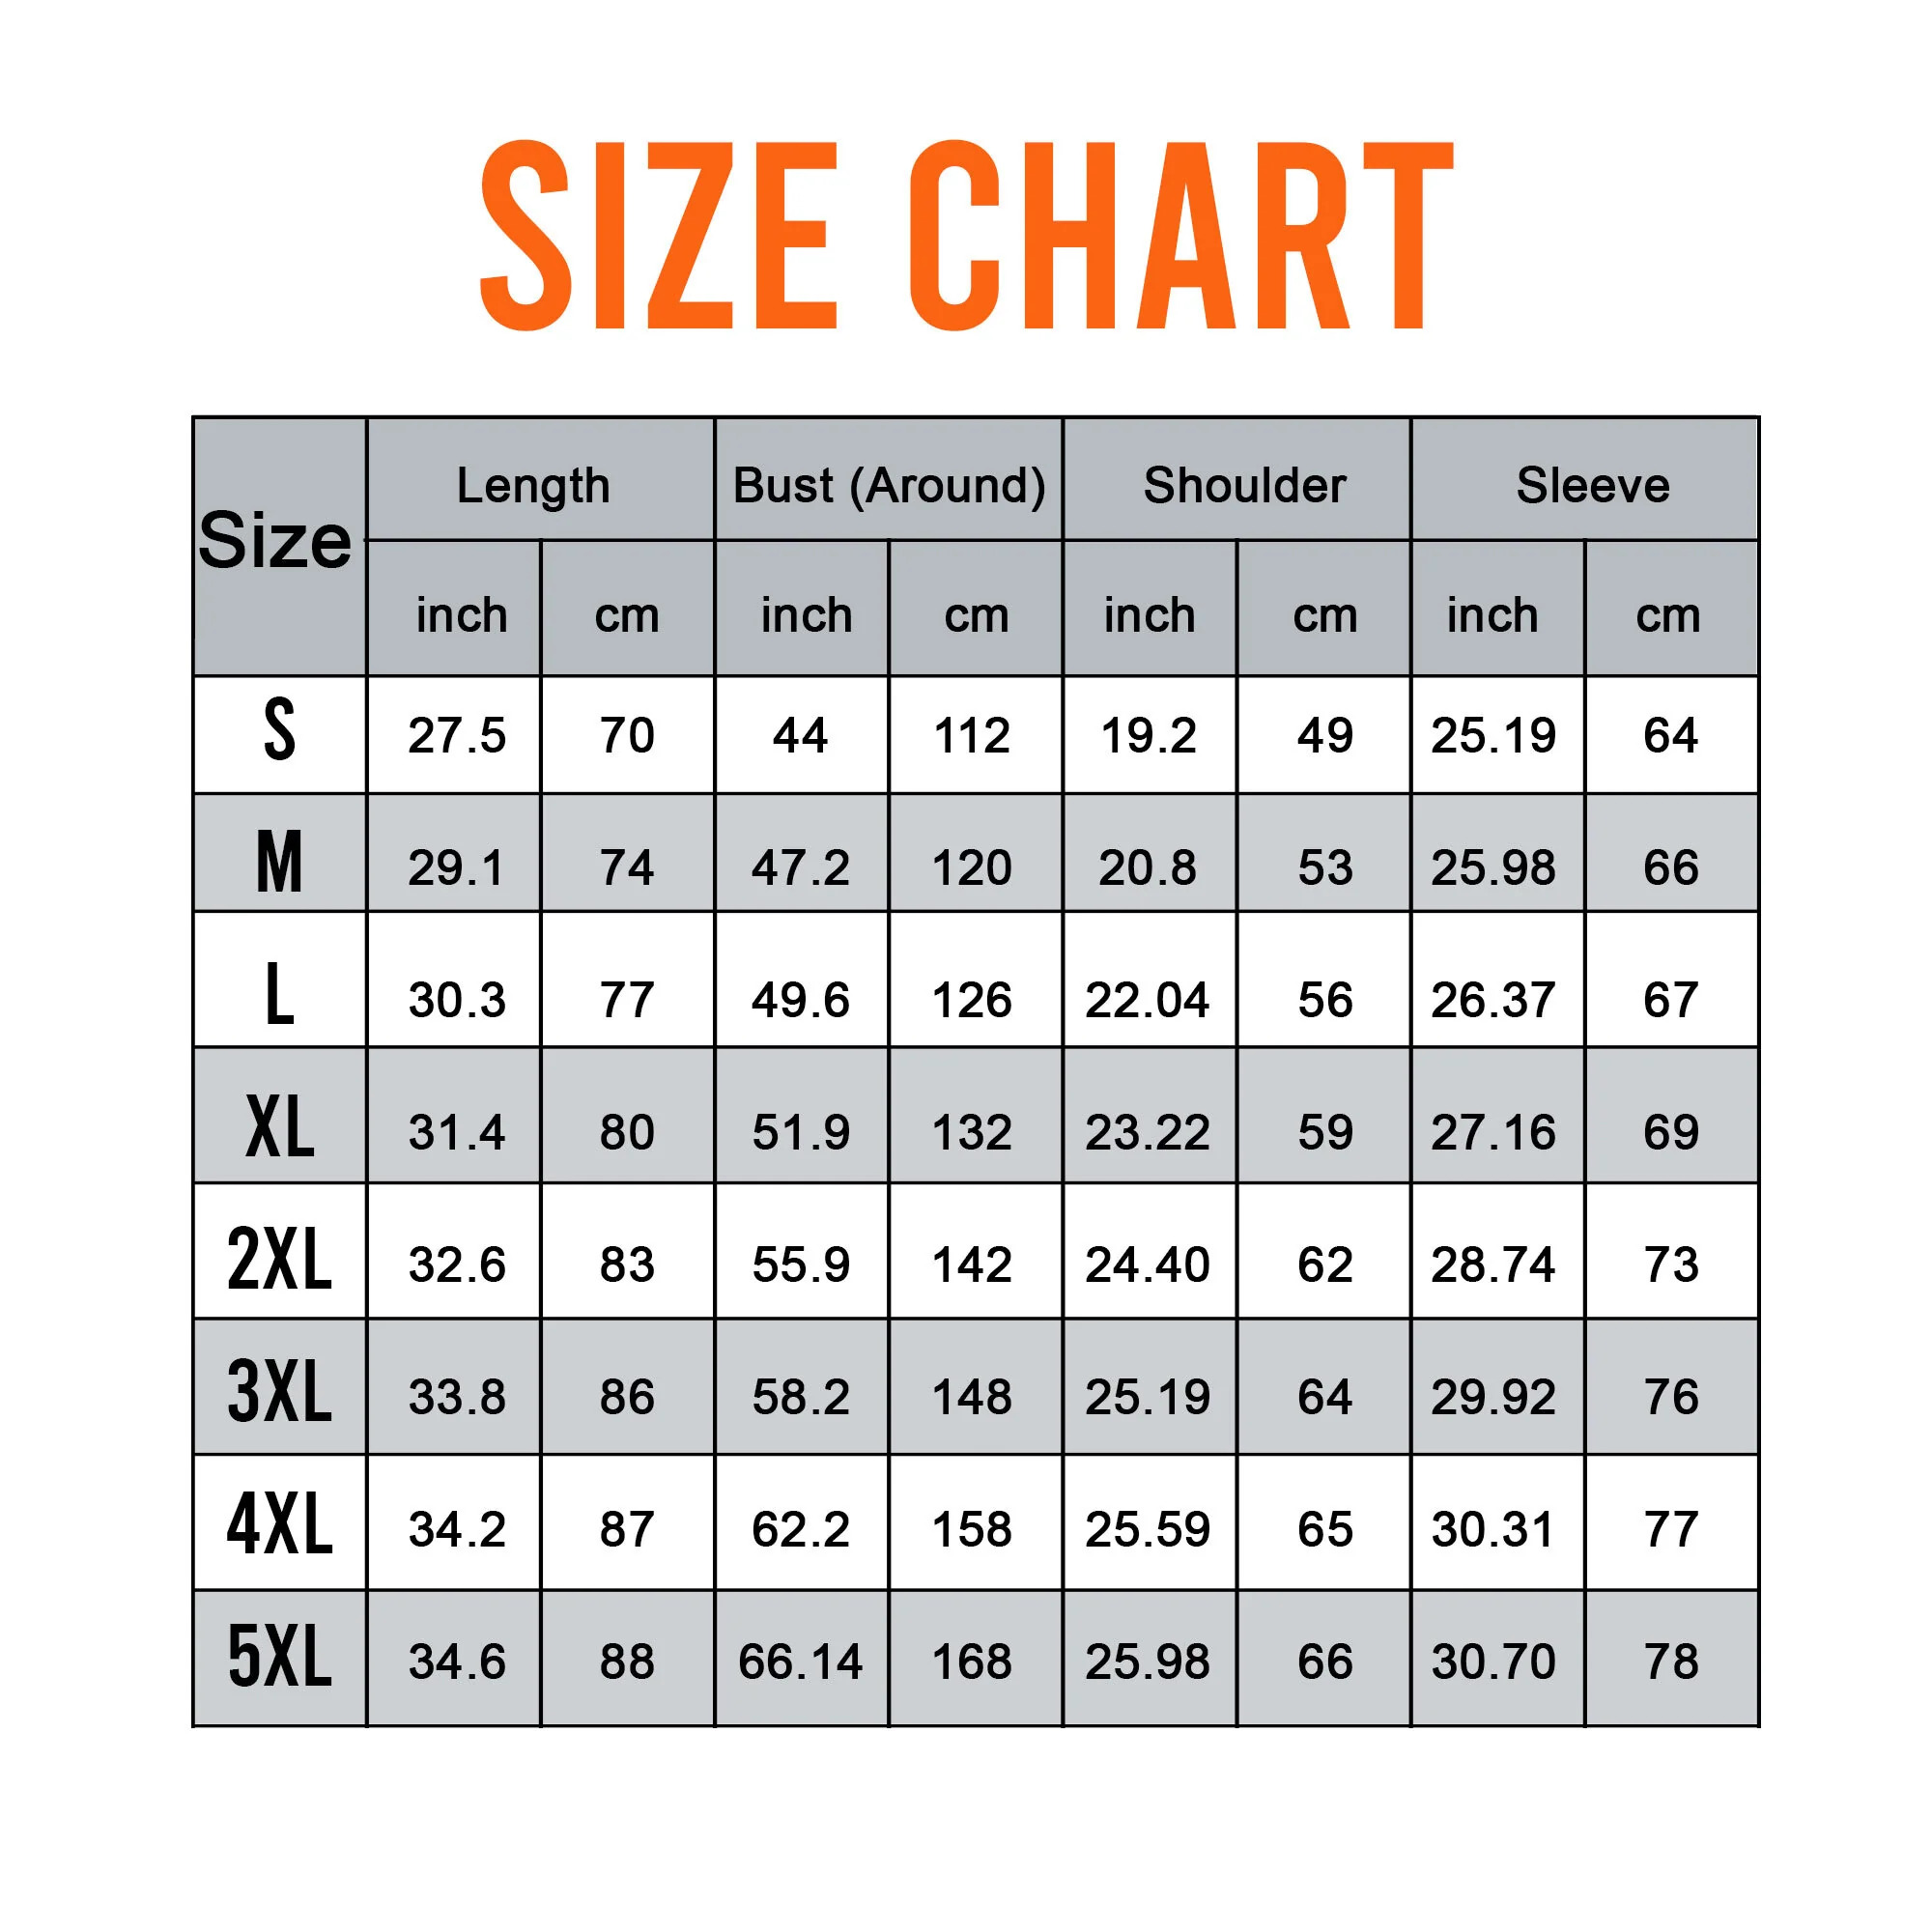 SIZE CHART
Size Length Bust (Around) Shoulder Sleeve
inch cm inch cm inch cm inch cm
S 27.5 70 44 112 19.2 49 25.19 64
M 29.1 74 47.2 120 20.8 53 25.98 66
L 30.3 77 49.6 126 22.04 56 26.37 67
XL 31.4 80 51.9 132 23.22 59 27.16 69
2XL 32.6 83 55.9 142 24.40 62 28.74 73
3XL 33.8 86 58.2 148 25.19 64 29.92 76
4XL 34.2 87 62.2 158 25.59 65 30.31 77
5XL 34.6 88 66.14 168 25.98 66 30.70 78